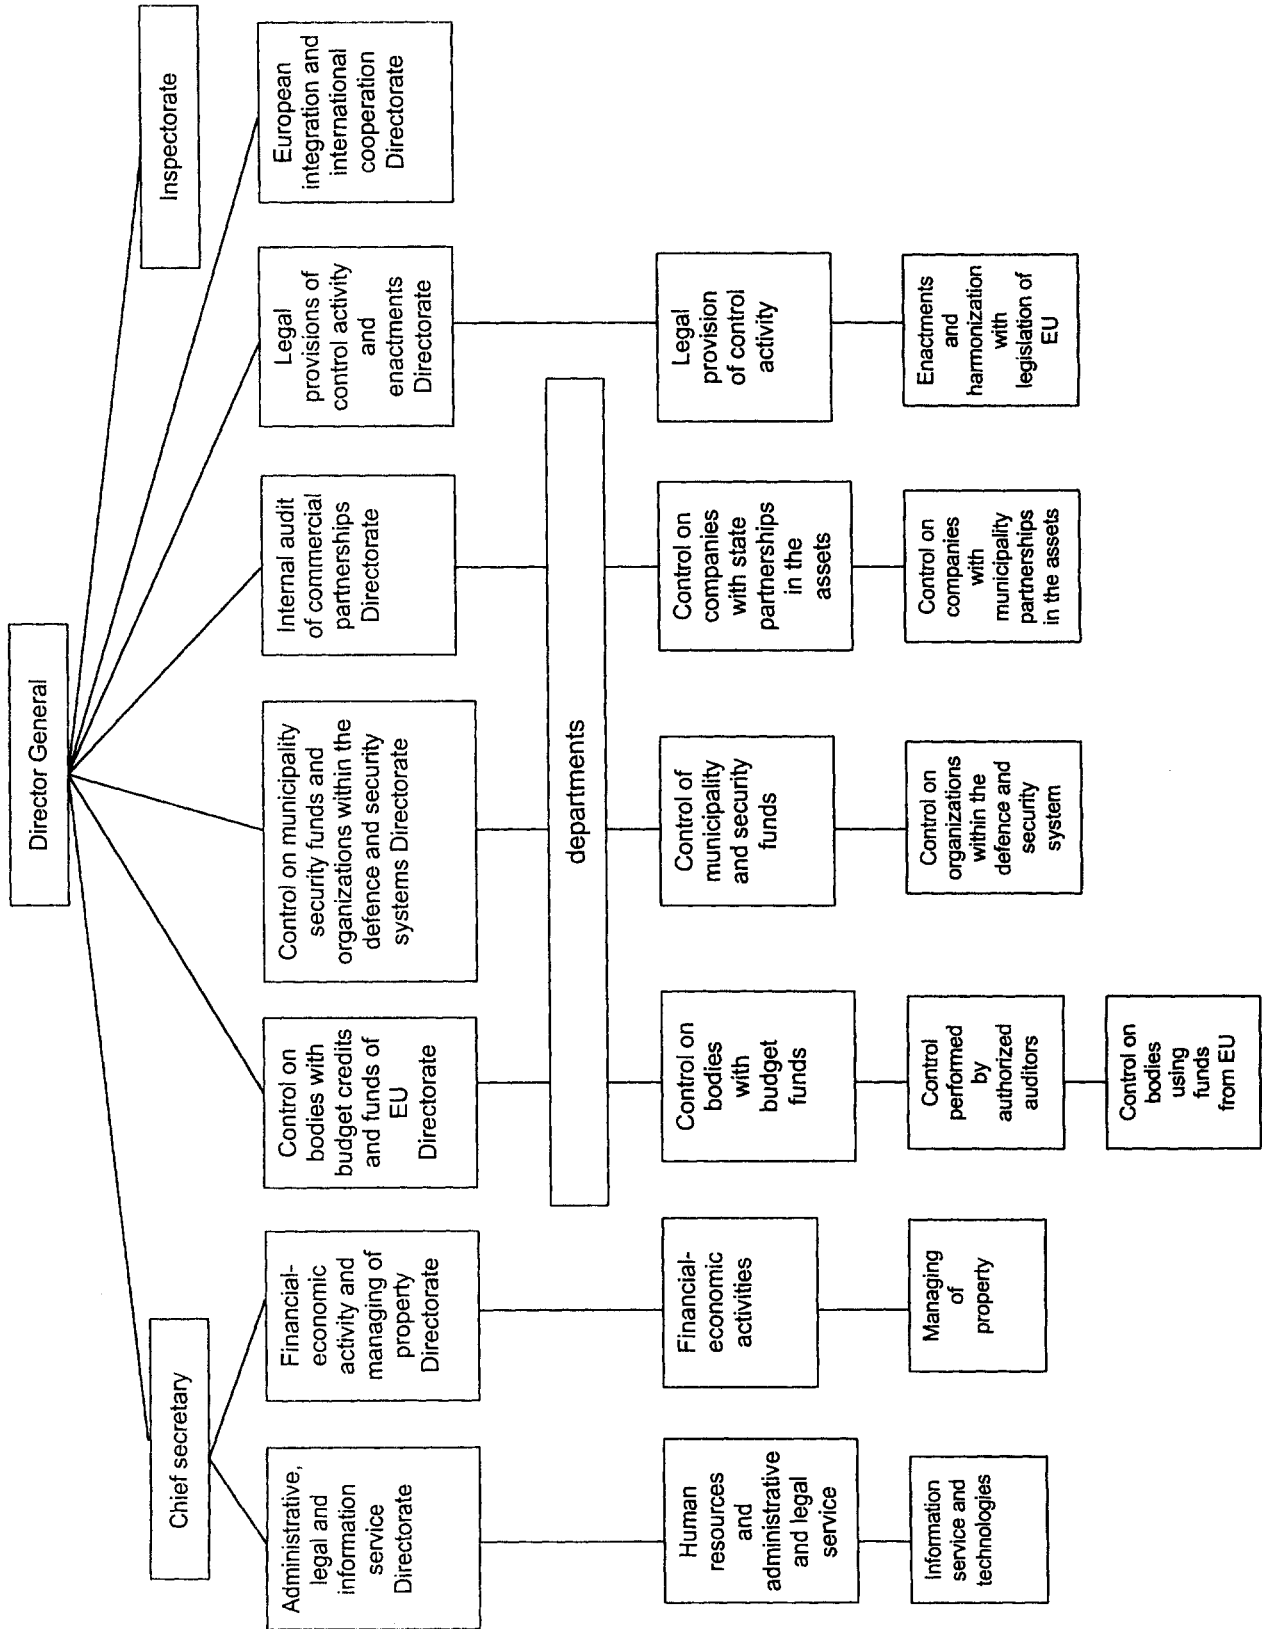 Director General
Chief secretary
Inspectorate
Administrative,
legal and
information
service
Directorate
Financial-
economic
activity and
managing of
property
Directorate
Control on
bodies with
budget credits
and funds of
EU
Directorate
Control on municipality
security funds and
organizations within the
defence and security
systems Directorate
Internal audit
of commercial
partnerships
Directorate
Legal
provisions of
control activity
and
enactments
Directorate
European
integration and
international
cooperation
Directorate
departments
Human
resources
and
administrative
and legal
service
Financial-
economic
activities
Control on
bodies
with
budget
funds
Control of
municipality
and security
funds
Control on
companies
with state
partnerships
in the
assets
Legal
provision
of control
activity
Information
service and
technologies
Managing
of
property
Control
performed
by
authorized
auditors
Control on
organizations
within the
defence and
security
system
Control on
companies
with
municipality
partnerships
in the assets
Enactments
and
harmonization
with
legislation of
EU
Control on
bodies
using
funds
from EU